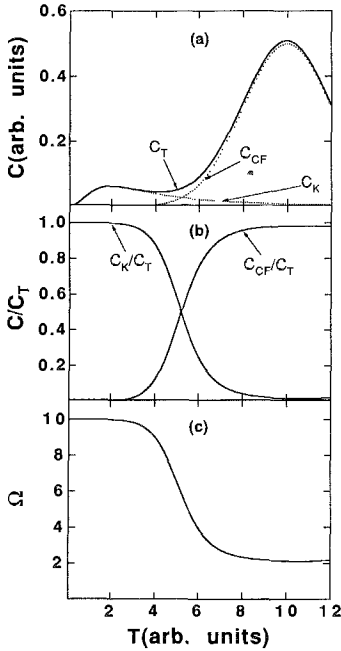 (a)
0.6
0.4
0.2
C(arb. units)
C_T
C_CF
C_K
(b)
1.0
0.8
0.6
0.4
0.2
C/C_T
C_K/C_T
C_CF/C_T
(c)
10
8
6
4
2
Ω
0 2 4 6 8 10 12
T(arb. units)